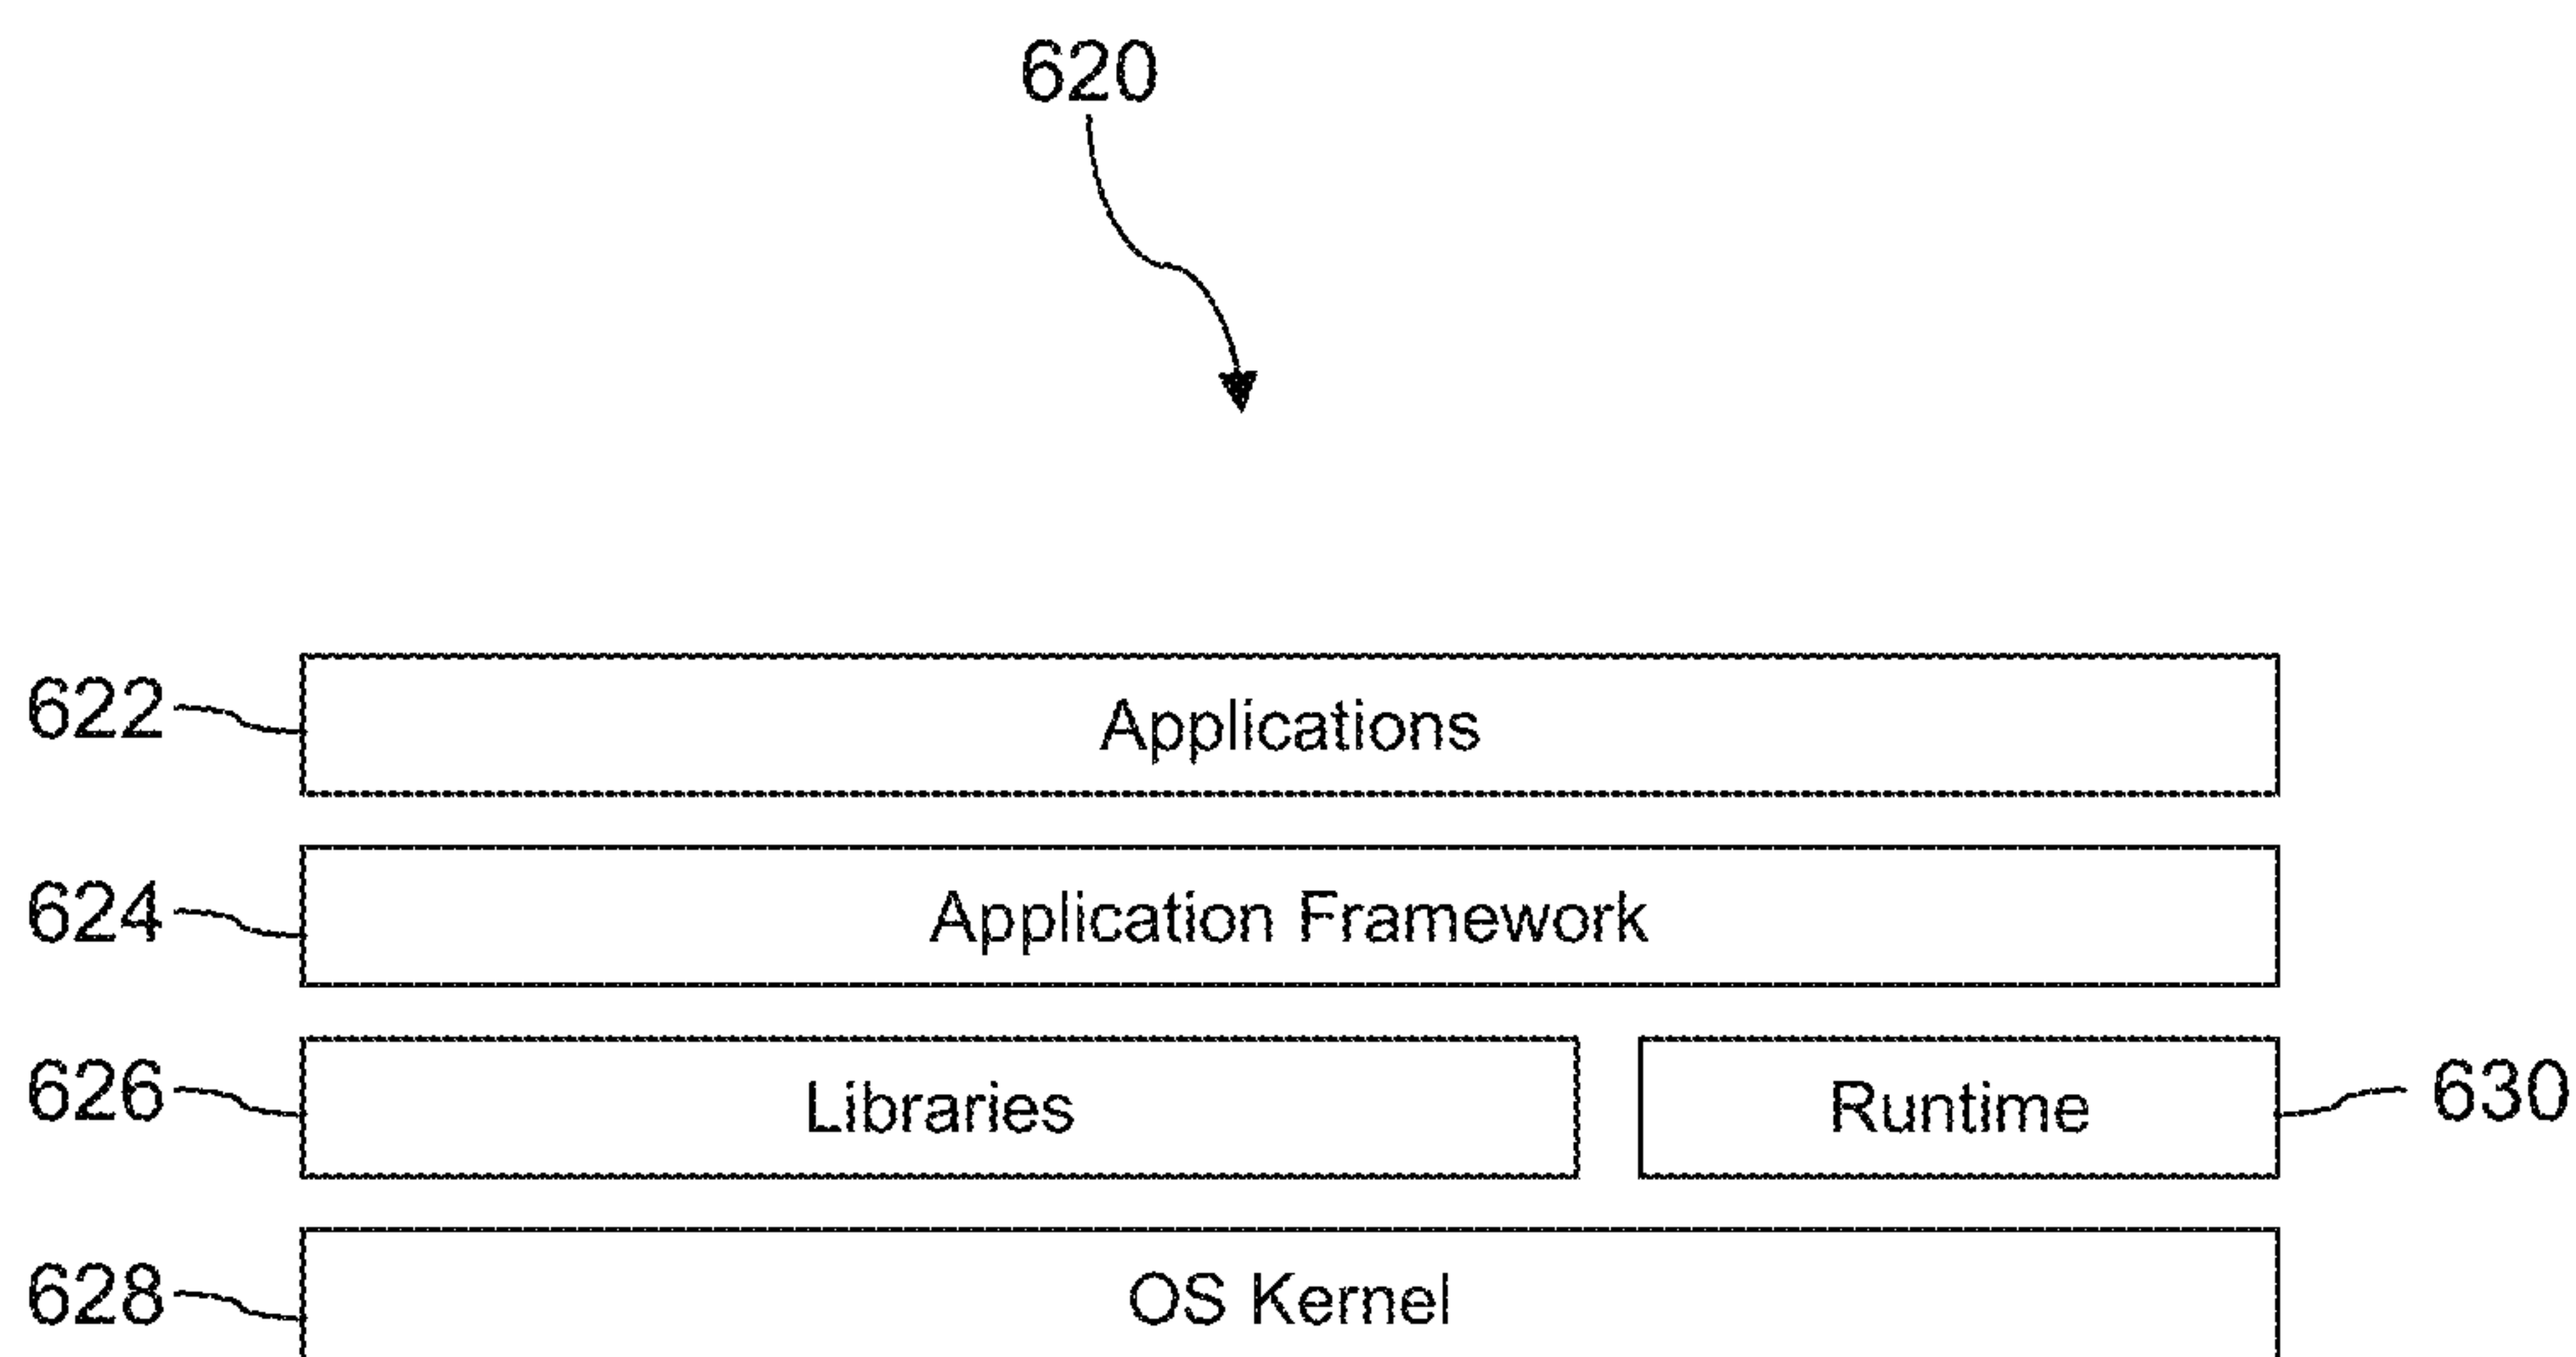 620
622 Applications
624 Application Framework
626 Libraries Runtime 630
628 OS Kernel